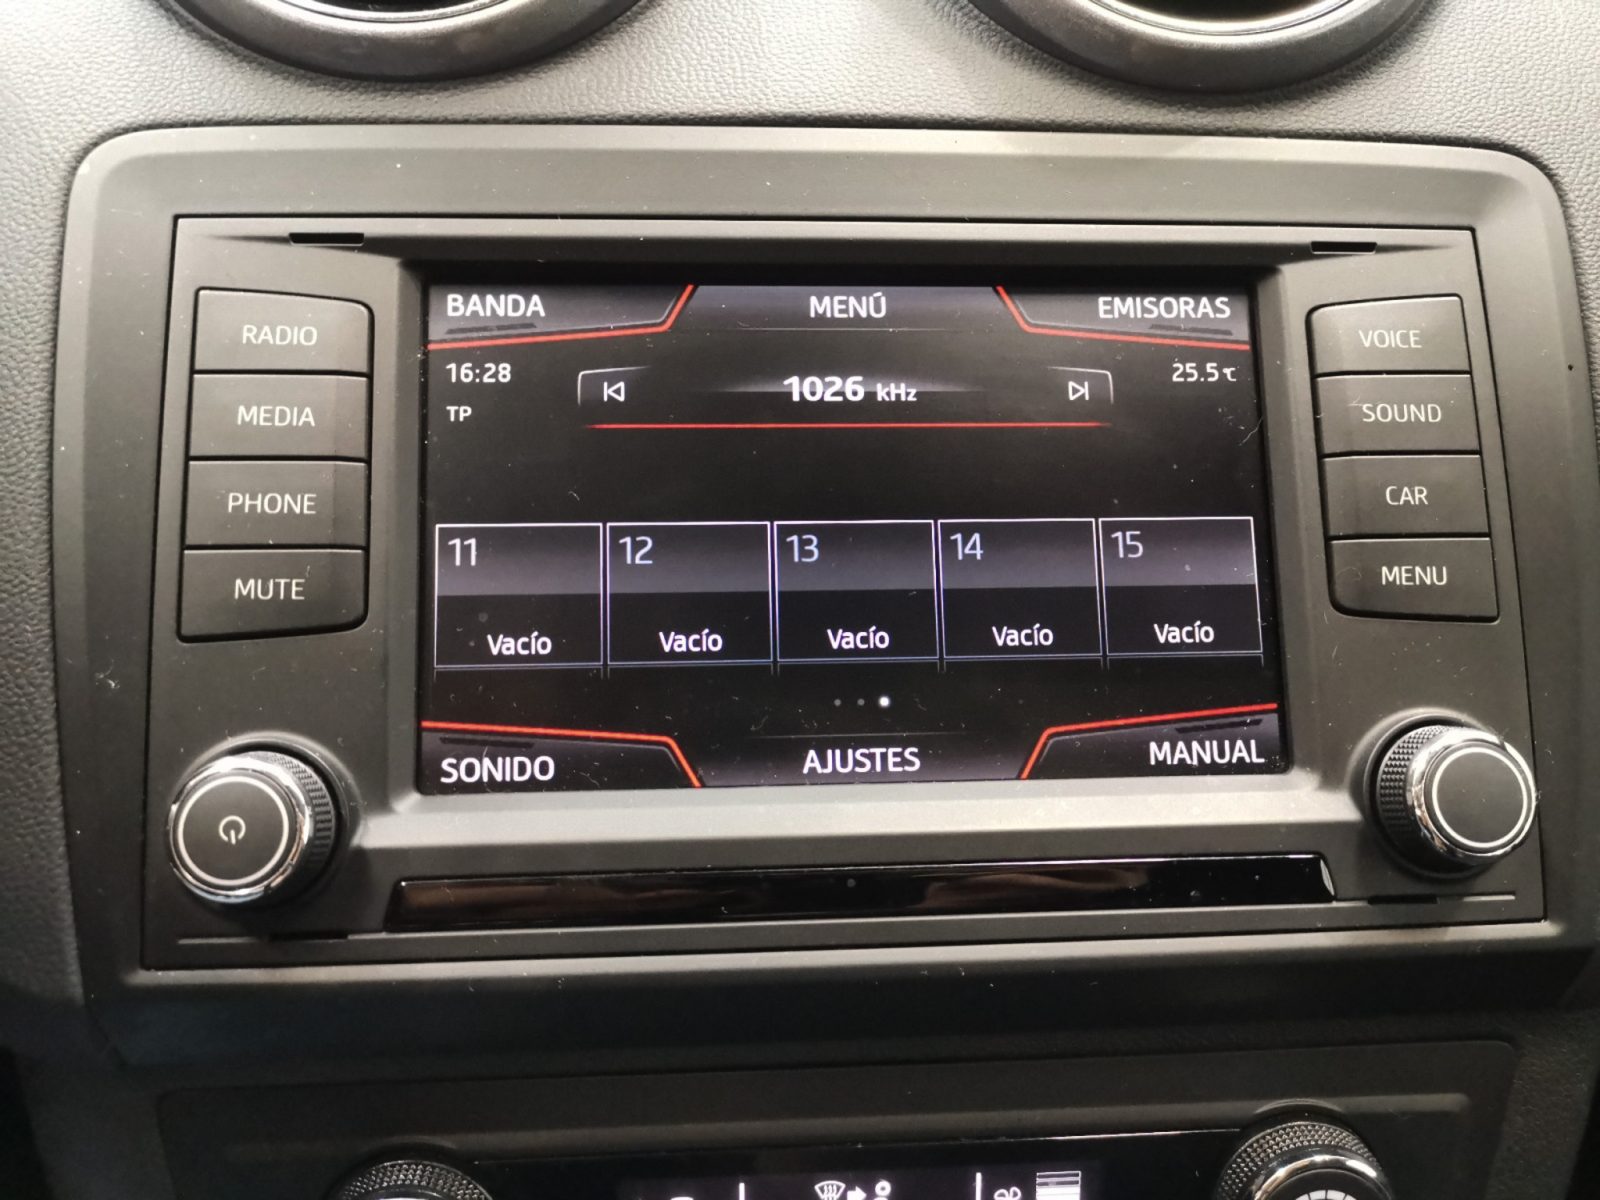 BANDA MENÚ EMISORAS
RADIO
MEDIA
PHONE
MUTE
16:28 1026 kHz 25.5℃
TP
11 12 13 14 15
Vacío Vacío Vacío Vacío Vacío
SONIDO AJUSTES MANUAL
VOICE
SOUND
CAR
MENU